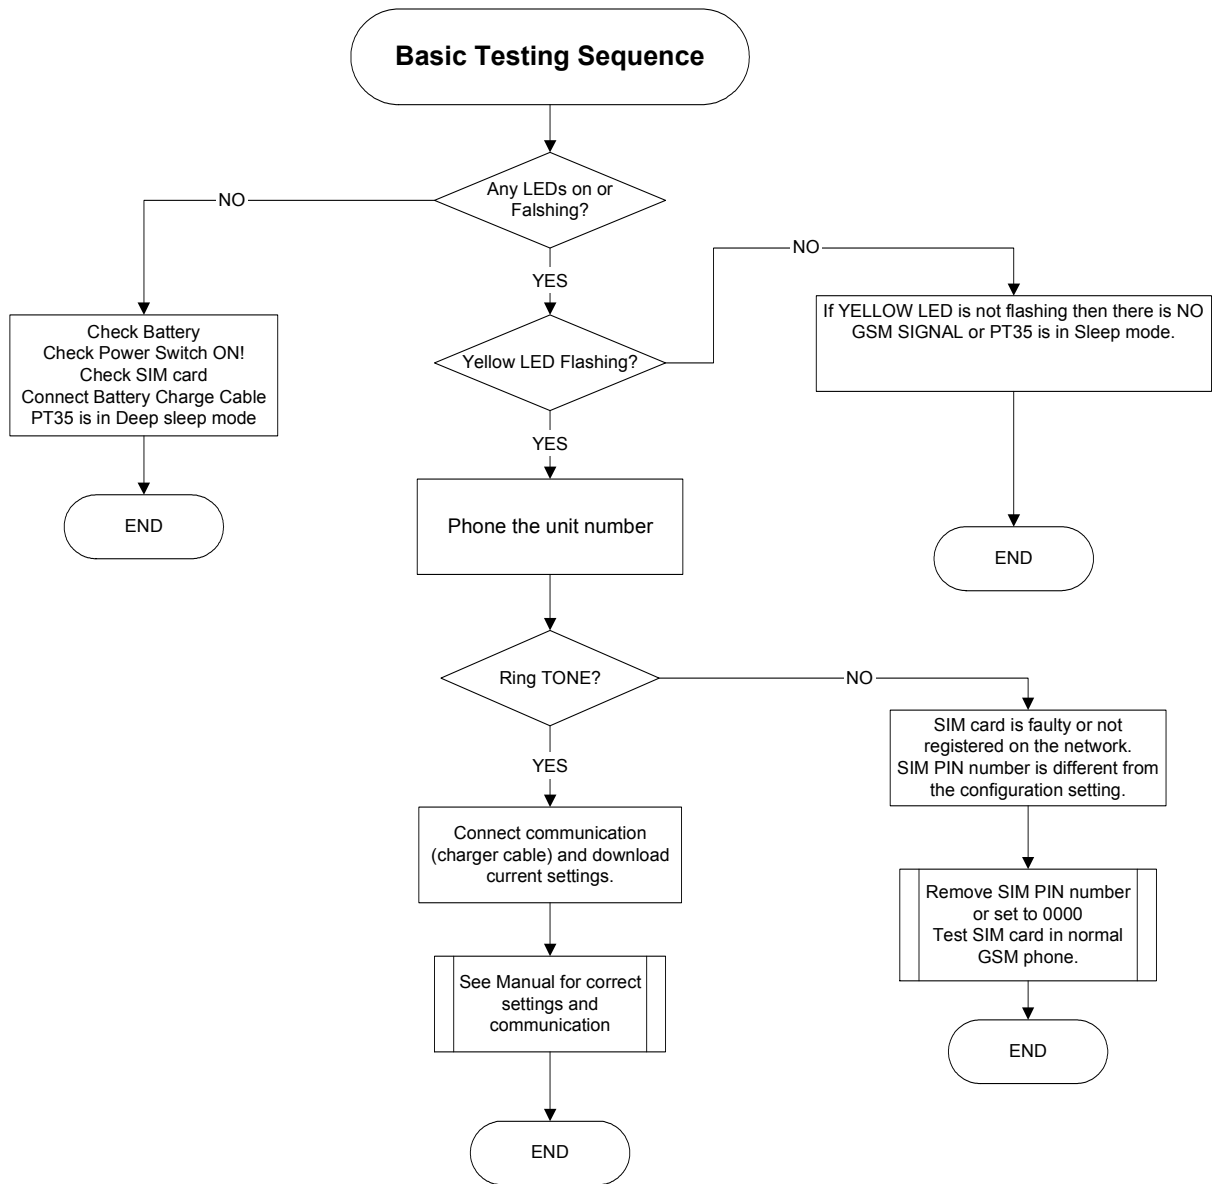 Basic Testing Sequence
Any LEDs on or
Falshing?
NO
YES
NO
Check Battery
Check Power Switch ON!
Check SIM card
Connect Battery Charge Cable
PT35 is in Deep sleep mode
END
Yellow LED Flashing?
If YELLOW LED is not flashing then there is NO
GSM SIGNAL or PT35 is in Sleep mode.
END
YES
Phone the unit number
Ring TONE?
NO
YES
SIM card is faulty or not
registered on the network.
SIM PIN number is different from
the configuration setting.
Connect communication
(charger cable) and download
current settings.
Remove SIM PIN number
or set to 0000
Test SIM card in normal
GSM phone.
See Manual for correct
settings and
communication
END
END